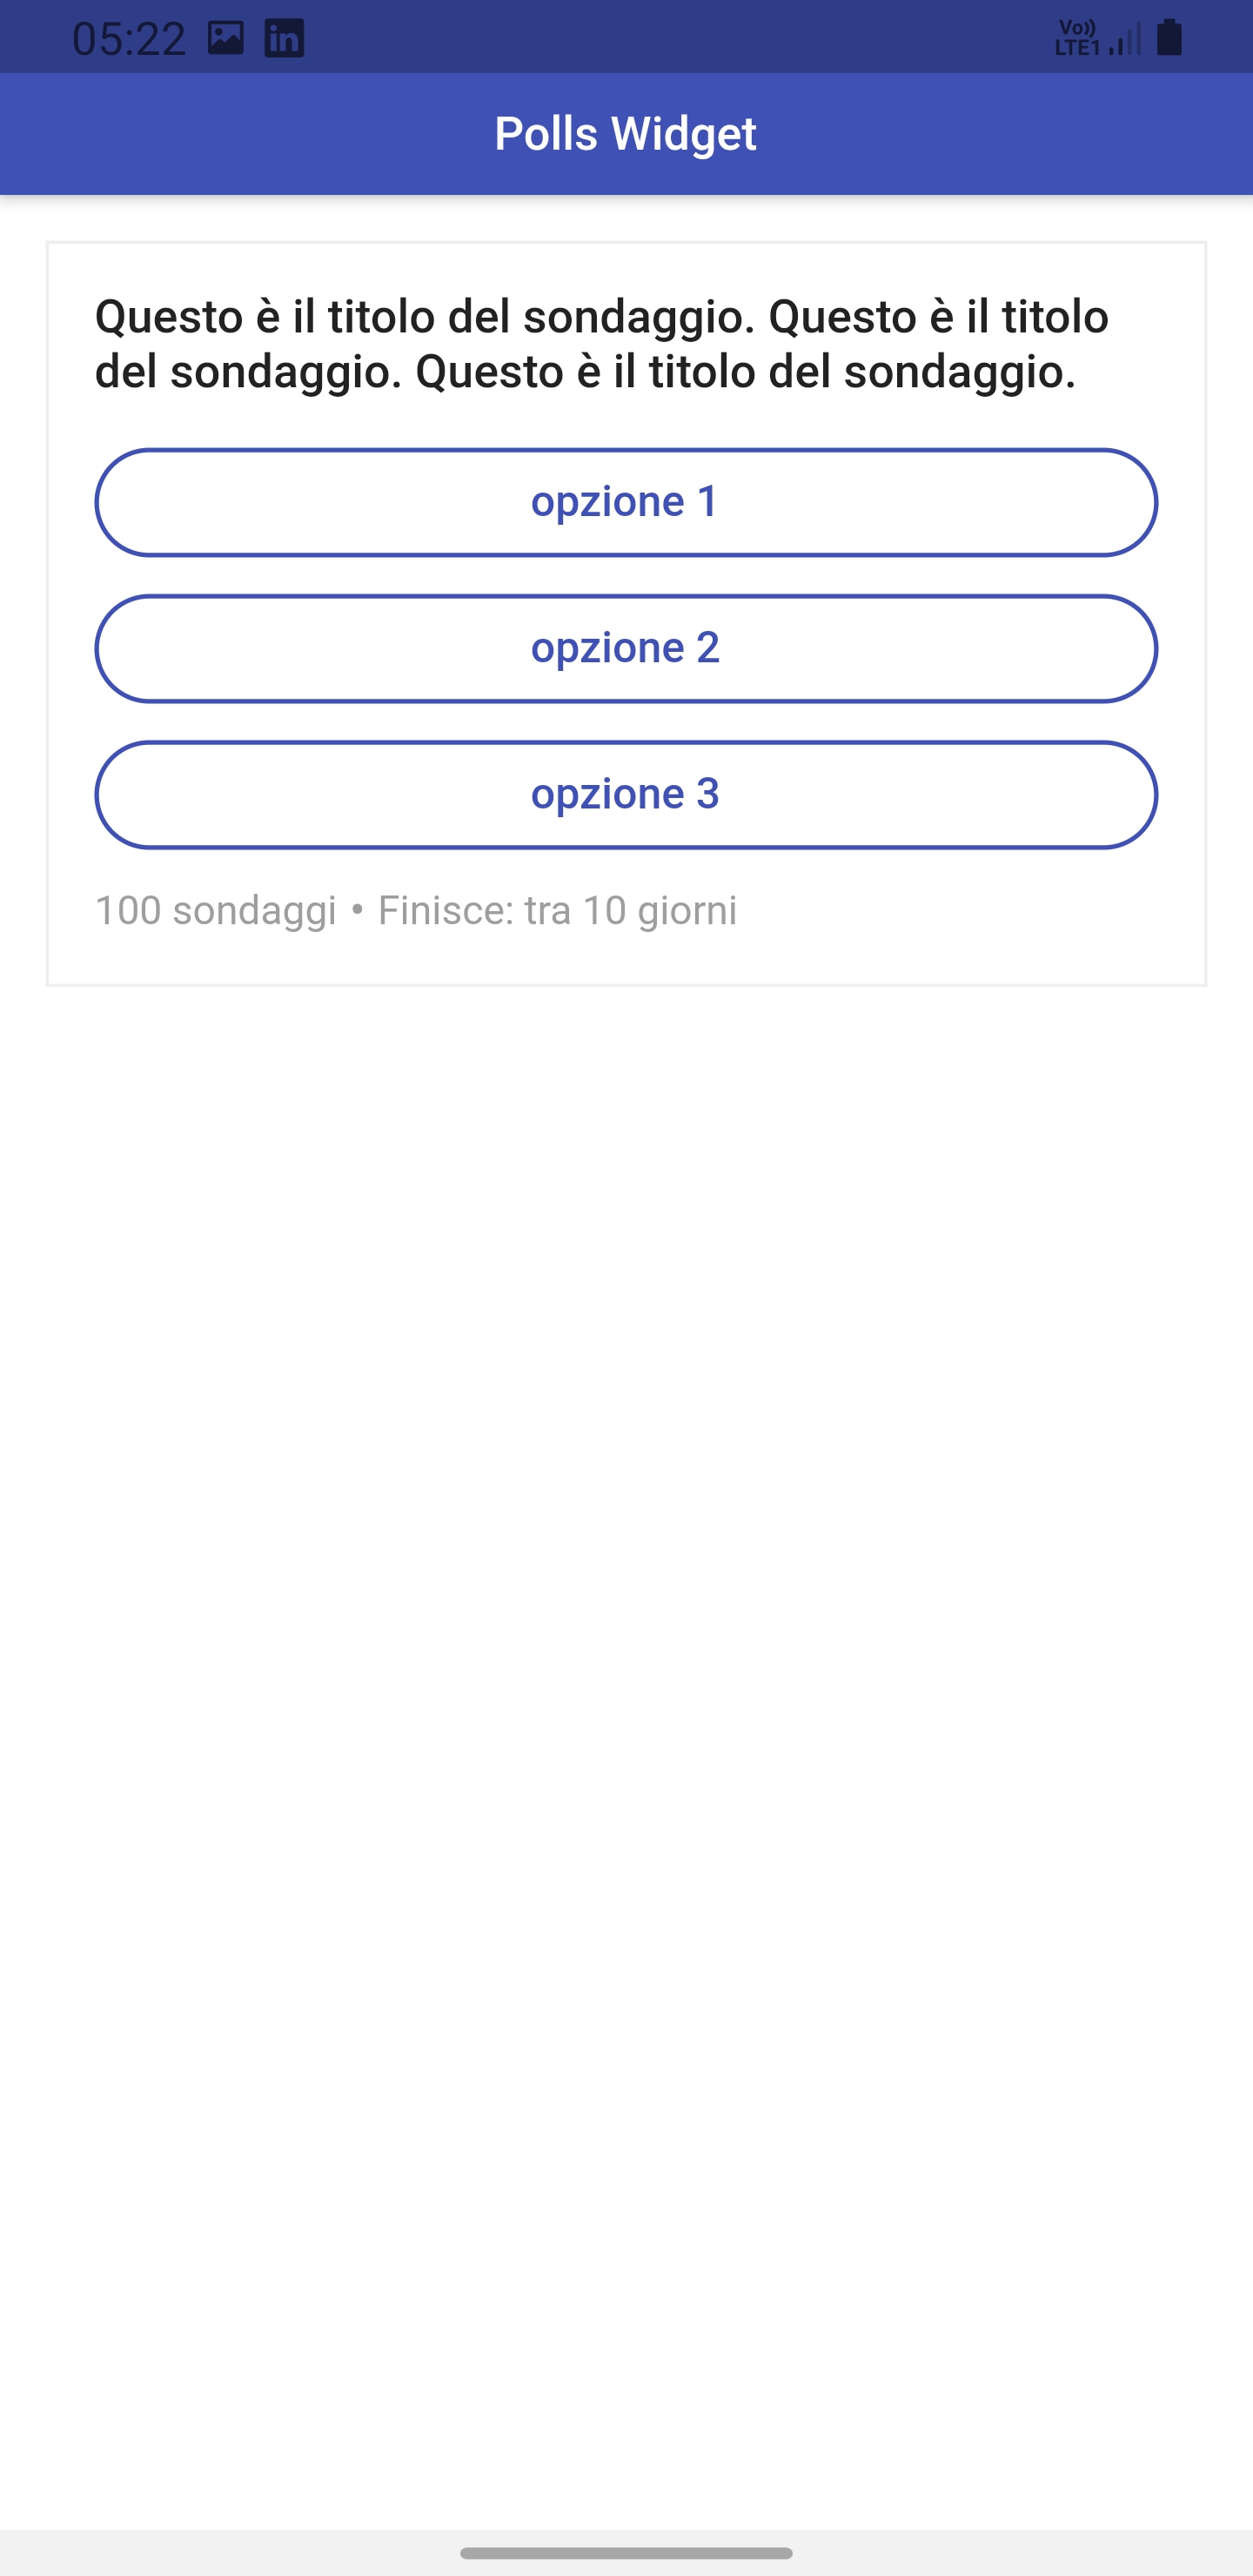 05:22
Vo))
LTE1
Polls Widget
Questo è il titolo del sondaggio. Questo è il titolo
del sondaggio. Questo è il titolo del sondaggio.
opzione 1
opzione 2
opzione 3
100 sondaggi • Finisce: tra 10 giorni